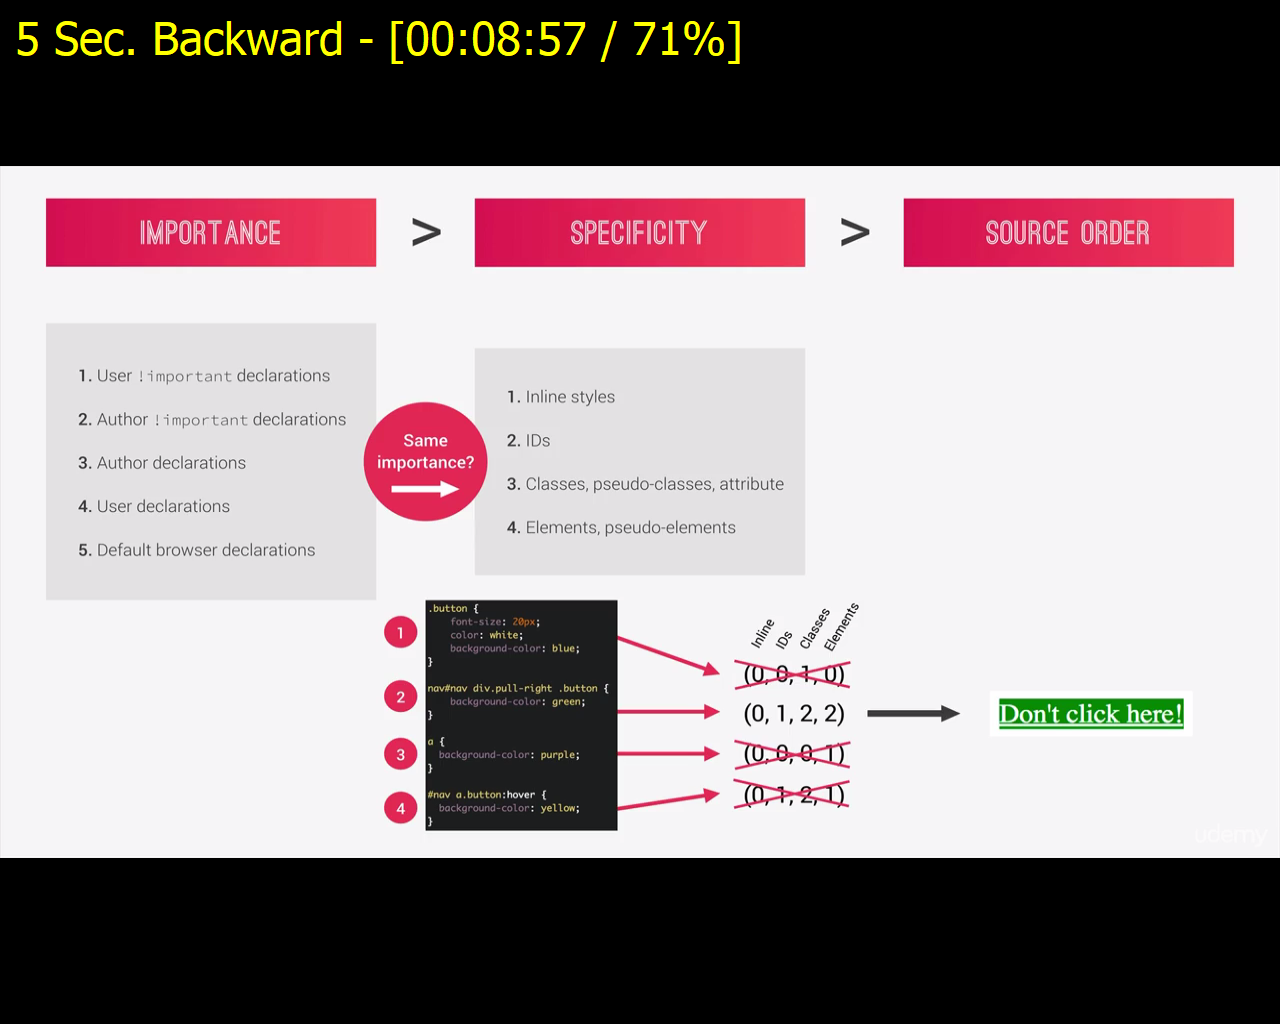 5 Sec. Backward - [00:08:57 / 71%]
IMPORTANCE
>
SPECIFICITY
>
SOURCE ORDER
1. User !important declarations
2. Author !important declarations
3. Author declarations
4. User declarations
5. Default browser declarations
Same
importance?
1. Inline styles
2. IDs
3. Classes, pseudo-classes, attribute
4. Elements, pseudo-elements
1
.button {
font-size: 20px;
color: white;
background-color: blue;
}
2
nav#nav div.pull-right .button {
background-color: green;
}
3
a {
background-color: purple;
}
4
#nav a.button:hover {
background-color: yellow;
}
Inline
IDs
Classes
Elements
(0, 0, 1, 0)
(0, 1, 2, 2)
(0, 0, 0, 1)
(0, 1, 2, 1)
Don't click here!
udemy